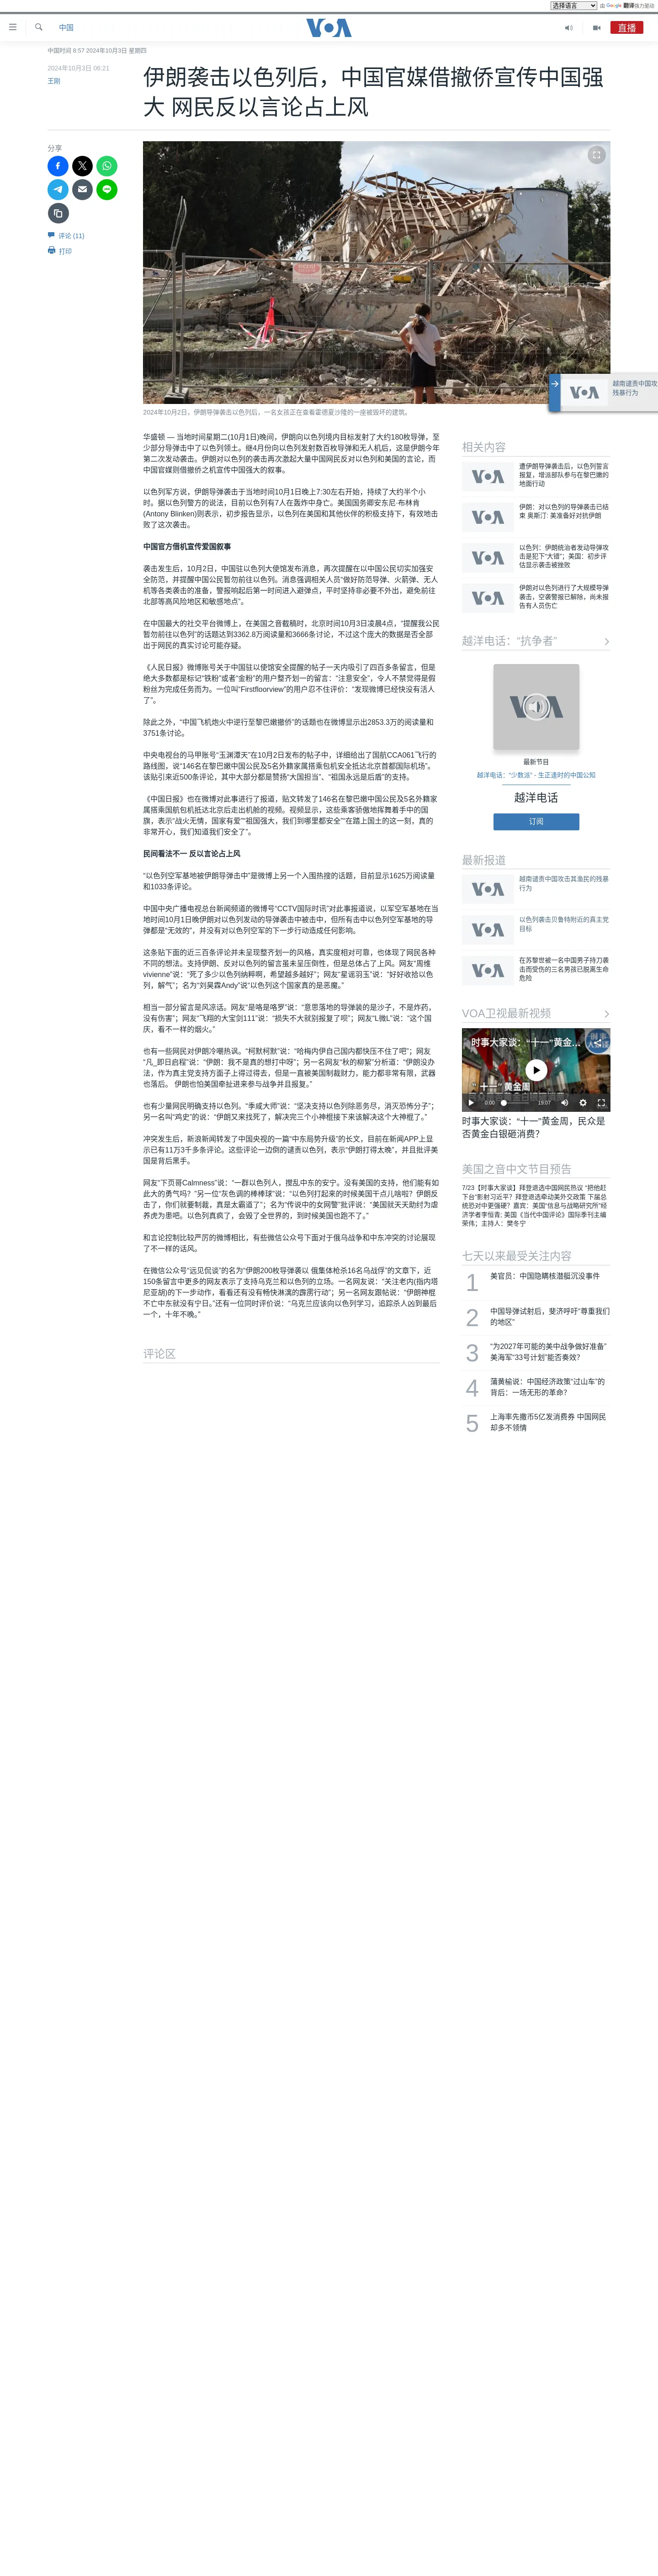 选择语言
由 Google 翻译强力驱动
中国
VOA
直播
中国时间 8:57 2024年10月3日 星期四
2024年10月3日 06:21
王刚
伊朗袭击以色列后，中国官媒借撤侨宣传中国强
大 网民反以言论占上风
分享
评论 (11)
打印
2024年10月2日，伊朗导弹袭击以色列后，一名女孩正在查看霍德夏沙隆的一座被毁坏的建筑。
越南谴责中国攻
残暴行为
华盛顿 — 当地时间星期二(10月1日)晚间，伊朗向以色列境内目标发射了大约180枚导弹，至
少部分导弹击中了以色列领土。继4月份向以色列发射数百枚导弹和无人机后，这是伊朗今年
第二次发动袭击。伊朗对以色列的袭击再次激起大量中国网民反对以色列和美国的言论，而
中国官媒则借撤侨之机宣传中国强大的叙事。
以色列军方说，伊朗导弹袭击于当地时间10月1日晚上7:30左右开始，持续了大约半个小
时。据以色列警方的说法，目前以色列有7人在轰炸中身亡。美国国务卿安东尼·布林肯
(Antony Blinken)则表示，初步报告显示，以色列在美国和其他伙伴的积极支持下，有效地击
败了这次袭击。
中国官方借机宣传爱国叙事
袭击发生后，10月2日，中国驻以色列大使馆发布消息，再次提醒在以中国公民切实加强安
全防范，并提醒中国公民暂勿前往以色列。消息强调相关人员“做好防范导弹、火箭弹、无人
机等各类袭击的准备，警报响起后第一时间进入避弹点，平时坚持非必要不外出，避免前往
北部等高风险地区和敏感地点”。
在中国最大的社交平台微博上，在美国之音截稿时，北京时间10月3日凌晨4点，“提醒我公民
暂勿前往以色列”的话题达到3362.8万阅读量和3666条讨论，不过这个庞大的数据是否全部
出于网民的真实讨论可能存疑。
《人民日报》微博账号关于中国驻以使馆安全提醒的帖子一天内吸引了四百多条留言，但是
绝大多数都是标记“铁粉”或者“金粉”的用户整齐划一的留言：“注意安全”，令人不禁觉得是假
粉丝为完成任务而为。一位叫“Firstfloorview”的用户忍不住评价：“发现微博已经快没有活人
了”。
除此之外，“中国飞机炮火中逆行至黎巴嫩撤侨”的话题也在微博显示出2853.3万的阅读量和
3751条讨论。
中央电视台的马甲账号“玉渊潭天”在10月2日发布的帖子中，详细给出了国航CCA061飞行的
路线图，说“146名在黎巴嫩中国公民及5名外籍家属搭乘包机安全抵达北京首都国际机场”。
该贴引来近500条评论，其中大部分都是赞扬“大国担当”、“祖国永远是后盾”的支持。
《中国日报》也在微博对此事进行了报道，贴文转发了146名在黎巴嫩中国公民及5名外籍家
属搭乘国航包机抵达北京后走出机舱的视频。视频显示，这些乘客骄傲地挥舞着手中的国
旗，表示“战火无情，国家有爱”“祖国强大，我们到哪里都安全”“在踏上国土的这一刻，真的
非常开心，我们知道我们安全了”。
民间看法不一 反以言论占上风
“以色列空军基地被伊朗导弹击中”是微博上另一个入围热搜的话题，目前显示1625万阅读量
和1033条评论。
中国中央广播电视总台新闻频道的微博号“CCTV国际时讯”对此事报道说，以军空军基地在当
地时间10月1日晚伊朗对以色列发动的导弹袭击中被击中，但所有击中以色列空军基地的导
弹都是“无效的”，并没有对以色列空军的下一步行动造成任何影响。
这条贴下面的近三百条评论并未呈现整齐划一的风格，真实度相对可靠，也体现了网民各种
不同的想法。支持伊朗、反对以色列的留言虽未呈压倒性，但是总体占了上风。网友“周维
vivienne”说：“死了多少以色列纳粹啊，希望越多越好”；网友“星谣羽玉”说：“好好收拾以色
列，解气”；名为“刘昊霖Andy”说“以色列这个国家真的是恶魔。”
相当一部分留言是风凉话。网友“是咯是咯罗”说：“意思落地的导弹装的是沙子，不是炸药，
没有伤害”；网友“飞翔的大宝剑111”说：“损失不大就别报复了呗”；网友“L微L”说：“这个国
庆，看不一样的烟火。”
也有一些网民对伊朗冷嘲热讽。“柯默柯默”说：“哈梅内伊自己国内都快压不住了吧”；网友
“凡_即日启程”说：“伊朗：我不是真的想打中呀”；另一名网友“秋的柳絮”分析道：“伊朗没办
法，作为真主党支持方面子上得过得去，但是一直被美国制裁财力，能力都非常有限，武器
也落后。 伊朗也怕美国牵扯进来参与战争并且报复。”
也有少量网民明确支持以色列。“季咸大师”说：“坚决支持以色列除恶务尽，消灭恐怖分子”；
另一名叫“鸡史”的说：“伊朗又来找死了，解决完三个小神棍接下来该解决这个大神棍了。”
冲突发生后，新浪新闻转发了中国央视的一篇“中东局势升级”的长文，目前在新闻APP上显
示已有11万3千多条评论。这些评论一边倒的谴责以色列，表示“伊朗打得太晚”，并且批评美
国是背后黑手。
网友“下页哥Calmness”说：“一群以色列人，搅乱中东的安宁。没有美国的支持，他们能有如
此大的勇气吗？”另一位“灰色调的棒棒球”说：“以色列打起来的时候美国干点儿啥啦？伊朗反
击了，你们就要制裁，真是太霸道了”；名为“传说中的女网警”批评说：“美国就天天助纣为虐
养虎为患吧。以色列真疯了，会毁了全世界的，到时候美国也跑不了。”
和言论控制比较严厉的微博相比，有些微信公众号下面对于俄乌战争和中东冲突的讨论展现
了不一样的话风。
在微信公众号“远见侃谈”的名为“伊朗200枚导弹袭以 俄集体枪杀16名乌战俘”的文章下，近
150条留言中更多的网友表示了支持乌克兰和以色列的立场。一名网友说：“关注老内(指内塔
尼亚胡)的下一步动作，看看还有没有畅快淋漓的霹雳行动”；另一名网友跟帖说：“伊朗神棍
不亡中东就没有宁日。”还有一位同时评价说：“乌克兰应该向以色列学习，追踪杀人凶到最后
一个，十年不晚。”
评论区
相关内容
遭伊朗导弹袭击后，以色列誓言
报复，增派部队参与在黎巴嫩的
地面行动
伊朗：对以色列的导弹袭击已结
束 奥斯汀: 美准备好对抗伊朗
以色列：伊朗统治者发动导弹攻
击是犯下“大错”；美国：初步评
估显示袭击被挫败
伊朗对以色列进行了大规模导弹
袭击，空袭警报已解除，尚未报
告有人员伤亡
越洋电话：“抗争者”
最新节目
越洋电话：“少数派” - 生正逢时的中国公知
越洋电话
订阅
最新报道
越南谴责中国攻击其渔民的残暴
行为
以色列袭击贝鲁特附近的真主党
目标
在苏黎世被一名中国男子持刀袭
击而受伤的三名男孩已脱离生命
危险
VOA卫视最新视频
时事大家谈：“十一”黄金...
“ 十一” 黄金周
0:00
19:07
时事大家谈：“十一”黄金周，民众是
否黄金白银砸消费？
美国之音中文节目预告
7/23【时事大家谈】拜登退选中国网民热议 “把他赶
下台”影射习近平？拜登退选牵动美外交政策 下届总
统恐对中更强硬？嘉宾：美国“信息与战略研究所”经
济学者李恒青; 美国《当代中国评论》国际季刊主编
荣伟；主持人：樊冬宁
七天以来最受关注内容
1 美官员：中国隐瞒核潜艇沉没事件
2 中国导弹试射后，斐济呼吁“尊重我们
的地区”
3 “为2027年可能的美中战争做好准备”
美海军“33号计划”能否奏效？
4 蒲黄榆说：中国经济政策“过山车”的
背后：一场无形的革命？
5 上海率先撒币5亿发消费券 中国网民
却多不领情